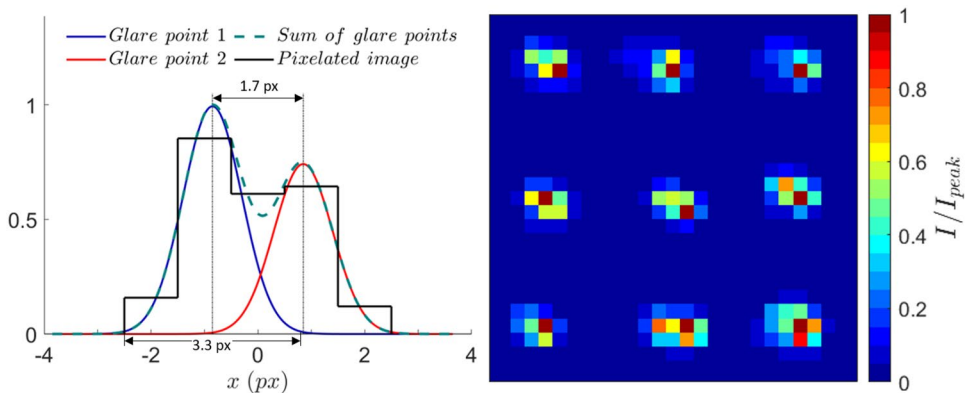 Glare point 1
Sum of glare points
Glare point 2
Pixelated image
1.7 px
1
0.5
0
-4
-2
0
2
4
3.3 px
x (px)
1
0.8
0.6
0.4
0.2
0
I/I_peak